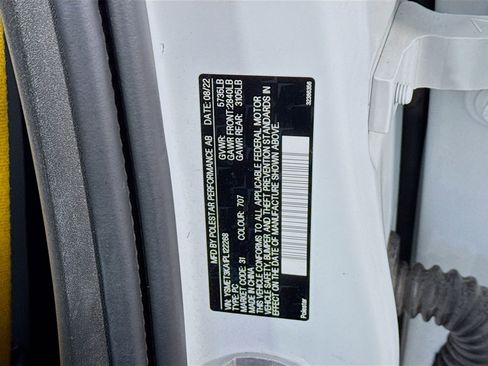 MFD BY POLESTAR PERFORMANCE AB DATE: 08/22
GVWR: 5736LB
GAWR FRONT: 2840LB
GAWR REAR: 3105LB
TYPE: PC
MARKET CODE: 31 COLOUR: 707
MADE IN CHINA
THIS VEHICLE CONFORMS TO ALL APPLICABLE FEDERAL MOTOR
VEHICLE SAFETY, BUMPER AND THEFT PREVENTION STANDARDS IN
EFFECT ON THE DATE OF MANUFACTURE SHOWN ABOVE.
Polestar